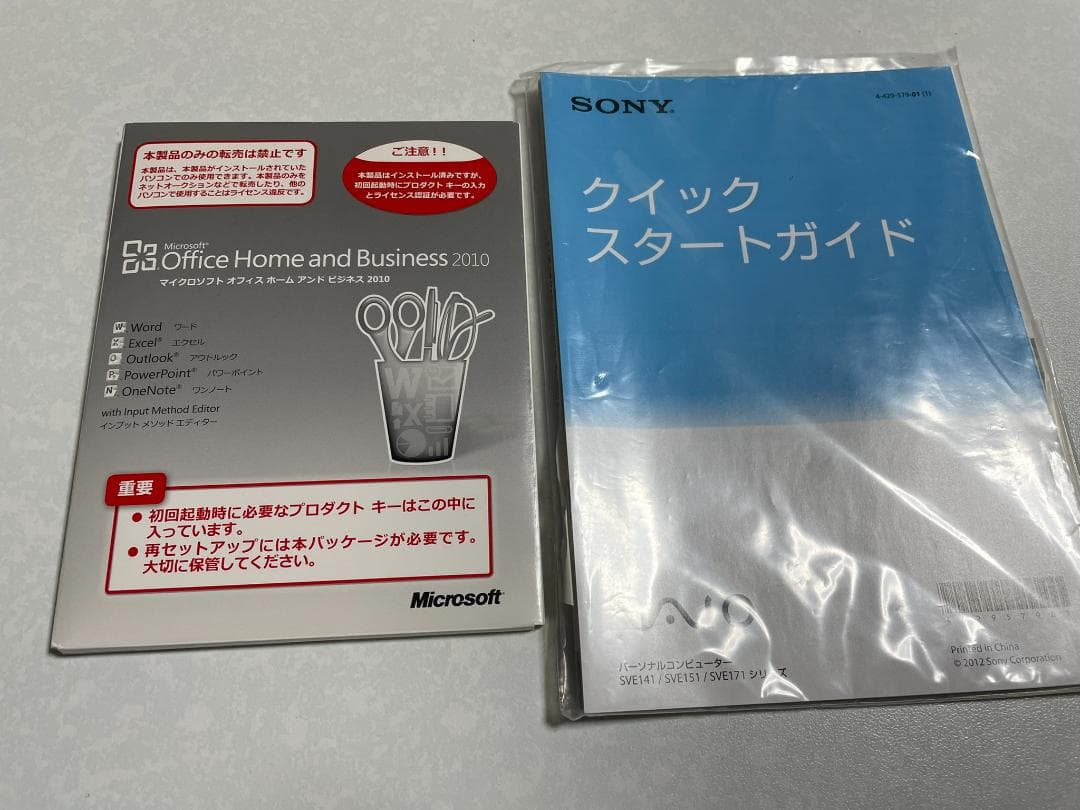 本製品のみの転売は禁止です
本製品は、本製品がインストールされていた
パソコンでのみ使用できます。本製品のみを
ネットオークションなどで転売したり、他の
パソコンで使用することはライセンス違反です。
ご注意!!
本製品はインストール済みですが、
初回起動時にプロダクト キーの入力
とライセンス認証が必要です。
Microsoft®
Office Home and Business 2010
マイクロソフト オフィス ホーム アンド ビジネス 2010
Word ワード
Excel® エクセル
Outlook® アウトルック
PowerPoint® パワーポイント
OneNote® ワンノート
with Input Method Editor
インプット メソッド エディター
重要
● 初回起動時に必要なプロダクト キーはこの中に
入っています。
● 再セットアップには本パッケージが必要です。
大切に保管してください。
Microsoft
SONY
4-429-579-01 (1)
クイック
スタートガイド
VAIO
パーソナルコンピューター
SVE141 / SVE151 / SVE171 シリーズ
Printed in China
© 2012 Sony Corporation